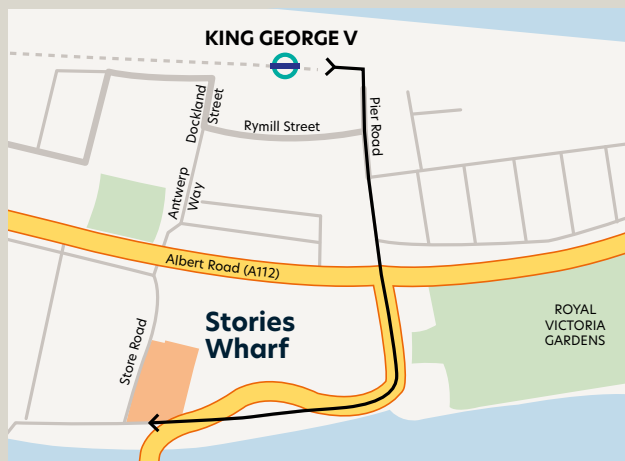 KING GEORGE V
Dockland
Street
Rymill Street
Pier Road
Antwerp
Way
Albert Road (A112)
Stories
Wharf
Store Road
ROYAL
VICTORIA
GARDENS